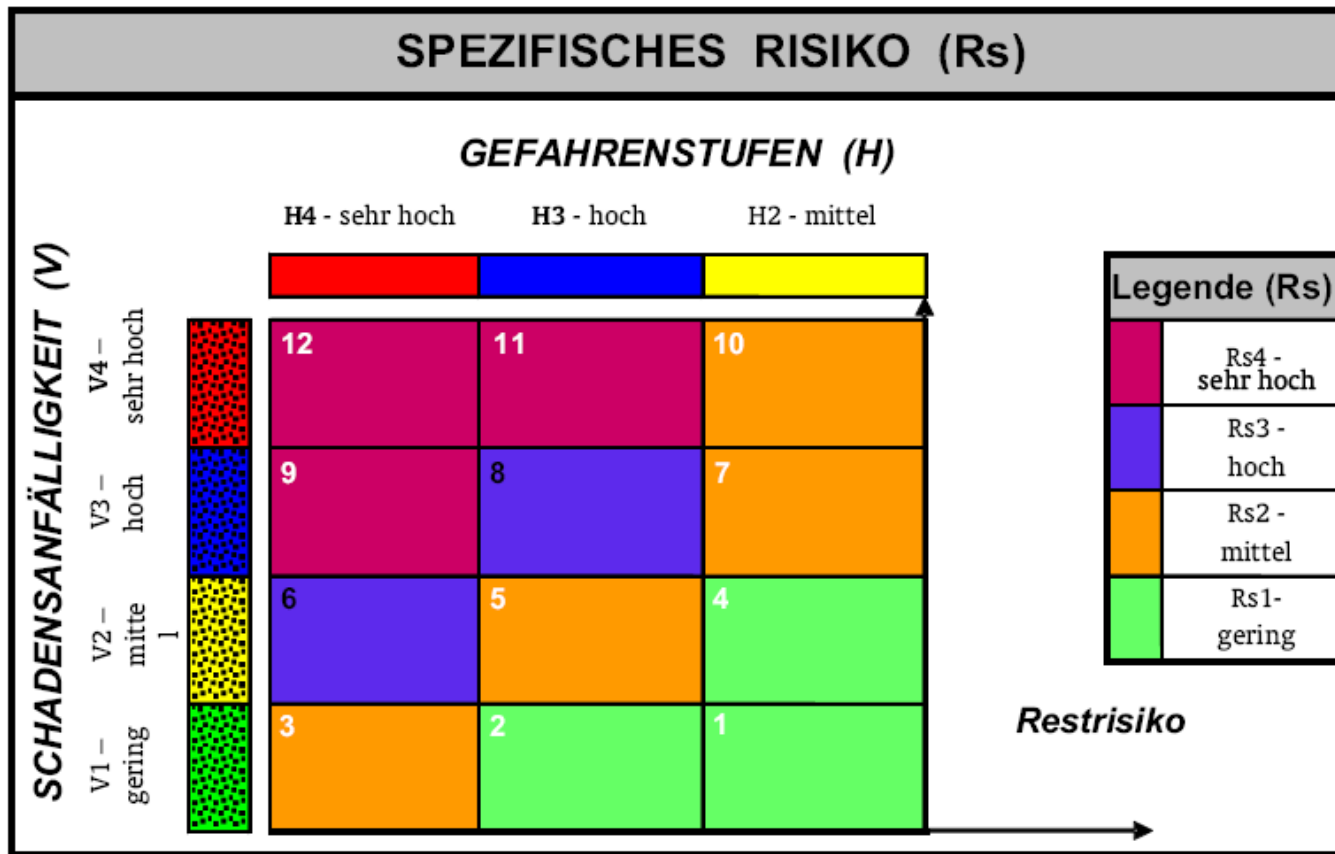 SPEZIFISCHES RISIKO (Rs)
GEFAHRENSTUFEN (H)
H4 - sehr hoch
H3 - hoch
H2 - mittel
SCHADENSANFÄLLIGKEIT (V)
V4 –
sehr hoch
V3 –
hoch
V2 –
mitte
l
V1 –
gering
12
11
10
9
8
7
6
5
4
3
2
1
Legende (Rs)
Rs4 -
sehr hoch
Rs3 -
hoch
Rs2 -
mittel
Rs1-
gering
Restrisiko